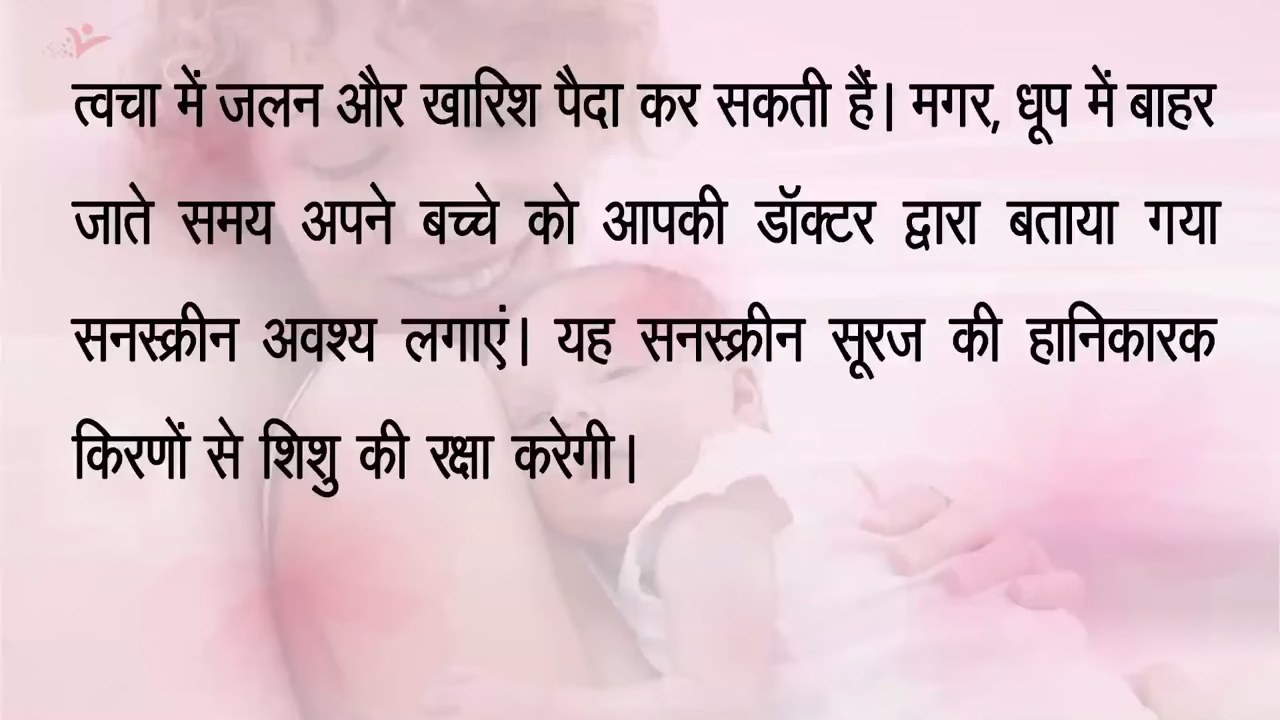 त्वचा में जलन और खारिश पैदा कर सकती हैं। मगर, धूप में बाहर
जाते समय अपने बच्चे को आपकी डॉक्टर द्वारा बताया गया
सनस्क्रीन अवश्य लगाएं। यह सनस्क्रीन सूरज की हानिकारक
किरणों से शिशु की रक्षा करेगी।